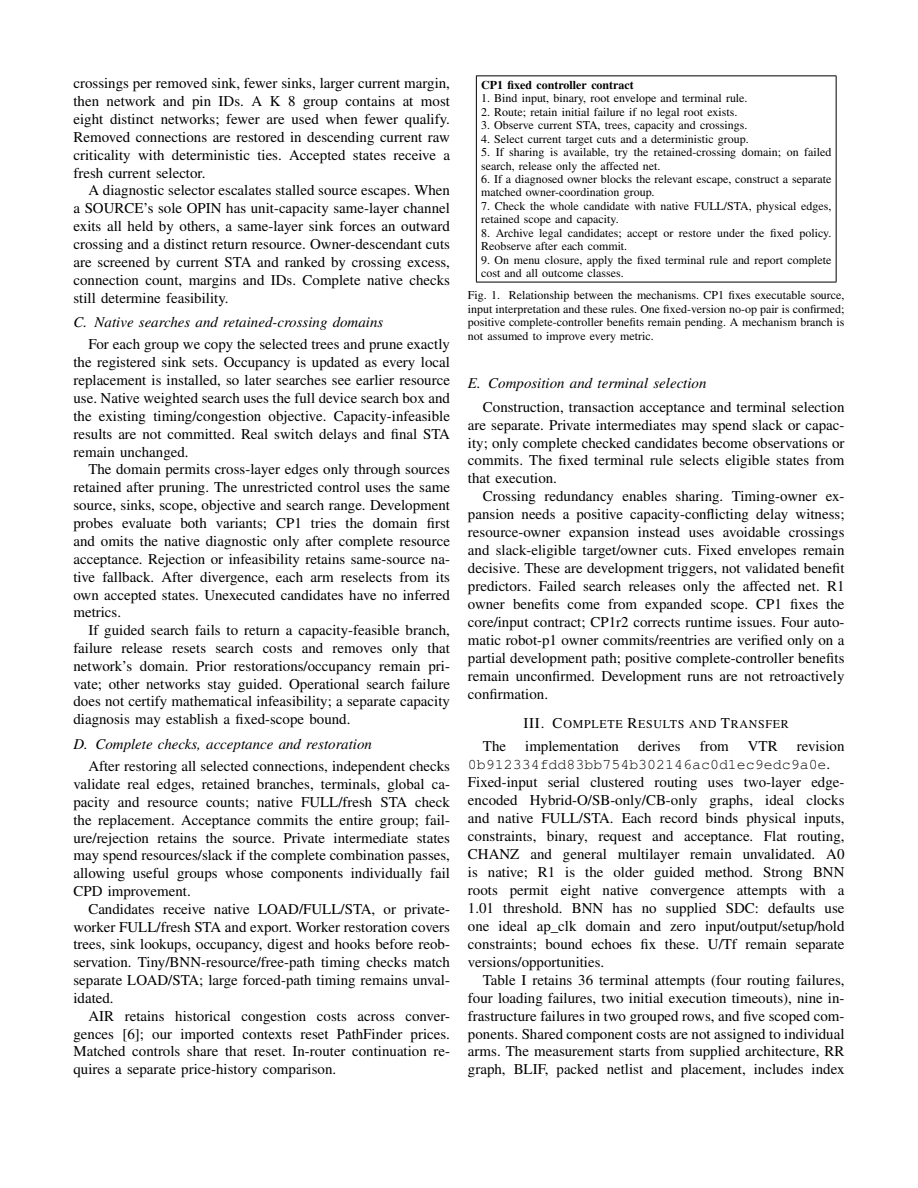 crossings per removed sink, fewer sinks, larger current margin,
then network and pin IDs. A K 8 group contains at most
eight distinct networks; fewer are used when fewer qualify.
Removed connections are restored in descending current raw
criticality with deterministic ties. Accepted states receive a
fresh current selector.
A diagnostic selector escalates stalled source escapes. When
a SOURCE's sole OPIN has unit-capacity same-layer channel
exits all held by others, a same-layer sink forces an outward
crossing and a distinct return resource. Owner-descendant cuts
are screened by current STA and ranked by crossing excess,
connection count, margins and IDs. Complete native checks
still determine feasibility.
C. Native searches and retained-crossing domains
For each group we copy the selected trees and prune exactly
the registered sink sets. Occupancy is updated as every local
replacement is installed, so later searches see earlier resource
use. Native weighted search uses the full device search box and
the existing timing/congestion objective. Capacity-infeasible
results are not committed. Real switch delays and final STA
remain unchanged.
The domain permits cross-layer edges only through sources
retained after pruning. The unrestricted control uses the same
source, sinks, scope, objective and search range. Development
probes evaluate both variants; CP1 tries the domain first
and omits the native diagnostic only after complete resource
acceptance. Rejection or infeasibility retains same-source na-
tive fallback. After divergence, each arm reselects from its
own accepted states. Unexecuted candidates have no inferred
metrics.
If guided search fails to return a capacity-feasible branch,
failure release resets search costs and removes only that
network's domain. Prior restorations/occupancy remain pri-
vate; other networks stay guided. Operational search failure
does not certify mathematical infeasibility; a separate capacity
diagnosis may establish a fixed-scope bound.
D. Complete checks, acceptance and restoration
After restoring all selected connections, independent checks
validate real edges, retained branches, terminals, global ca-
pacity and resource counts; native FULL/fresh STA check
the replacement. Acceptance commits the entire group; fail-
ure/rejection retains the source. Private intermediate states
may spend resources/slack if the complete combination passes,
allowing useful groups whose components individually fail
CPD improvement.
Candidates receive native LOAD/FULL/STA, or private-
worker FULL/fresh STA and export. Worker restoration covers
trees, sink lookups, occupancy, digest and hooks before reob-
servation. Tiny/BNN-resource/free-path timing checks match
separate LOAD/STA; large forced-path timing remains unval-
idated.
AIR retains historical congestion costs across conver-
gences [6]; our imported contexts reset PathFinder prices.
Matched controls share that reset. In-router continuation re-
quires a separate price-history comparison.
CP1 fixed controller contract
1. Bind input, binary, root envelope and terminal rule.
2. Route; retain initial failure if no legal root exists.
3. Observe current STA, trees, capacity and crossings.
4. Select current target cuts and a deterministic group.
5. If sharing is available, try the retained-crossing domain; on failed
search, release only the affected net.
6. If a diagnosed owner blocks the relevant escape, construct a separate
matched owner-coordination group.
7. Check the whole candidate with native FULL/STA, physical edges,
retained scope and capacity.
8. Archive legal candidates; accept or restore under the fixed policy.
Reobserve after each commit.
9. On menu closure, apply the fixed terminal rule and report complete
cost and all outcome classes.
Fig. 1. Relationship between the mechanisms. CP1 fixes executable source,
input interpretation and these rules. One fixed-version no-op pair is confirmed;
positive complete-controller benefits remain pending. A mechanism branch is
not assumed to improve every metric.
E. Composition and terminal selection
Construction, transaction acceptance and terminal selection
are separate. Private intermediates may spend slack or capac-
ity; only complete checked candidates become observations or
commits. The fixed terminal rule selects eligible states from
that execution.
Crossing redundancy enables sharing. Timing-owner ex-
pansion needs a positive capacity-conflicting delay witness;
resource-owner expansion instead uses avoidable crossings
and slack-eligible target/owner cuts. Fixed envelopes remain
decisive. These are development triggers, not validated benefit
predictors. Failed search releases only the affected net. R1
owner benefits come from expanded scope. CP1 fixes the
core/input contract; CP1r2 corrects runtime issues. Four auto-
matic robot-p1 owner commits/reentries are verified only on a
partial development path; positive complete-controller benefits
remain unconfirmed. Development runs are not retroactively
confirmation.
III. COMPLETE RESULTS AND TRANSFER
The implementation derives from VTR revision
0b912334fdd83bb754b302146ac0d1ec9edc9a0e.
Fixed-input serial clustered routing uses two-layer edge-
encoded Hybrid-O/SB-only/CB-only graphs, ideal clocks
and native FULL/STA. Each record binds physical inputs,
constraints, binary, request and acceptance. Flat routing,
CHANZ and general multilayer remain unvalidated. A0
is native; R1 is the older guided method. Strong BNN
roots permit eight native convergence attempts with a
1.01 threshold. BNN has no supplied SDC: defaults use
one ideal ap_clk domain and zero input/output/setup/hold
constraints; bound echoes fix these. U/Tf remain separate
versions/opportunities.
Table I retains 36 terminal attempts (four routing failures,
four loading failures, two initial execution timeouts), nine in-
frastructure failures in two grouped rows, and five scoped com-
ponents. Shared component costs are not assigned to individual
arms. The measurement starts from supplied architecture, RR
graph, BLIF, packed netlist and placement, includes index